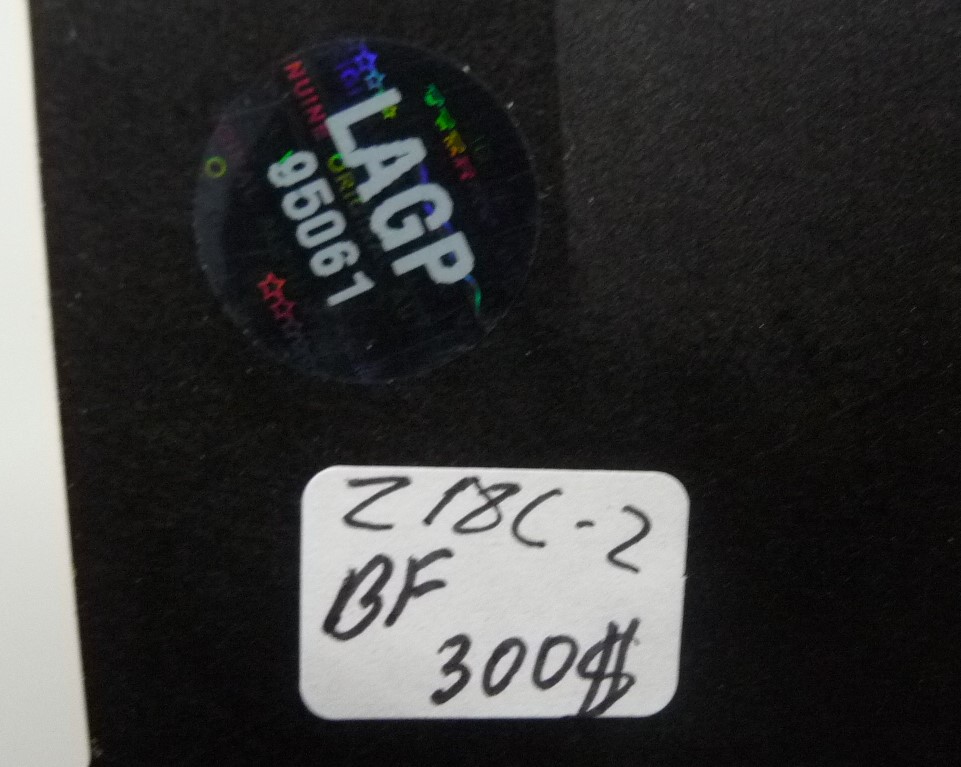 LAGP
95061
Z18C-2
BF
300$